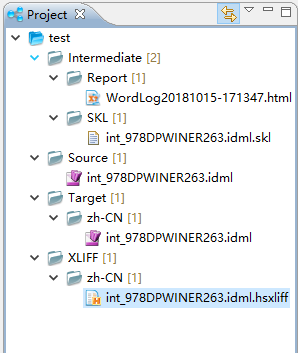 Project
test
Intermediate [2]
Report [1]
WordLog20181015-171347.html
SKL [1]
int_978DPWINER263.idml.skl
Source [1]
int_978DPWINER263.idml
Target [1]
zh-CN [1]
int_978DPWINER263.idml
XLIFF [1]
zh-CN [1]
int_978DPWINER263.idml.hsxliff